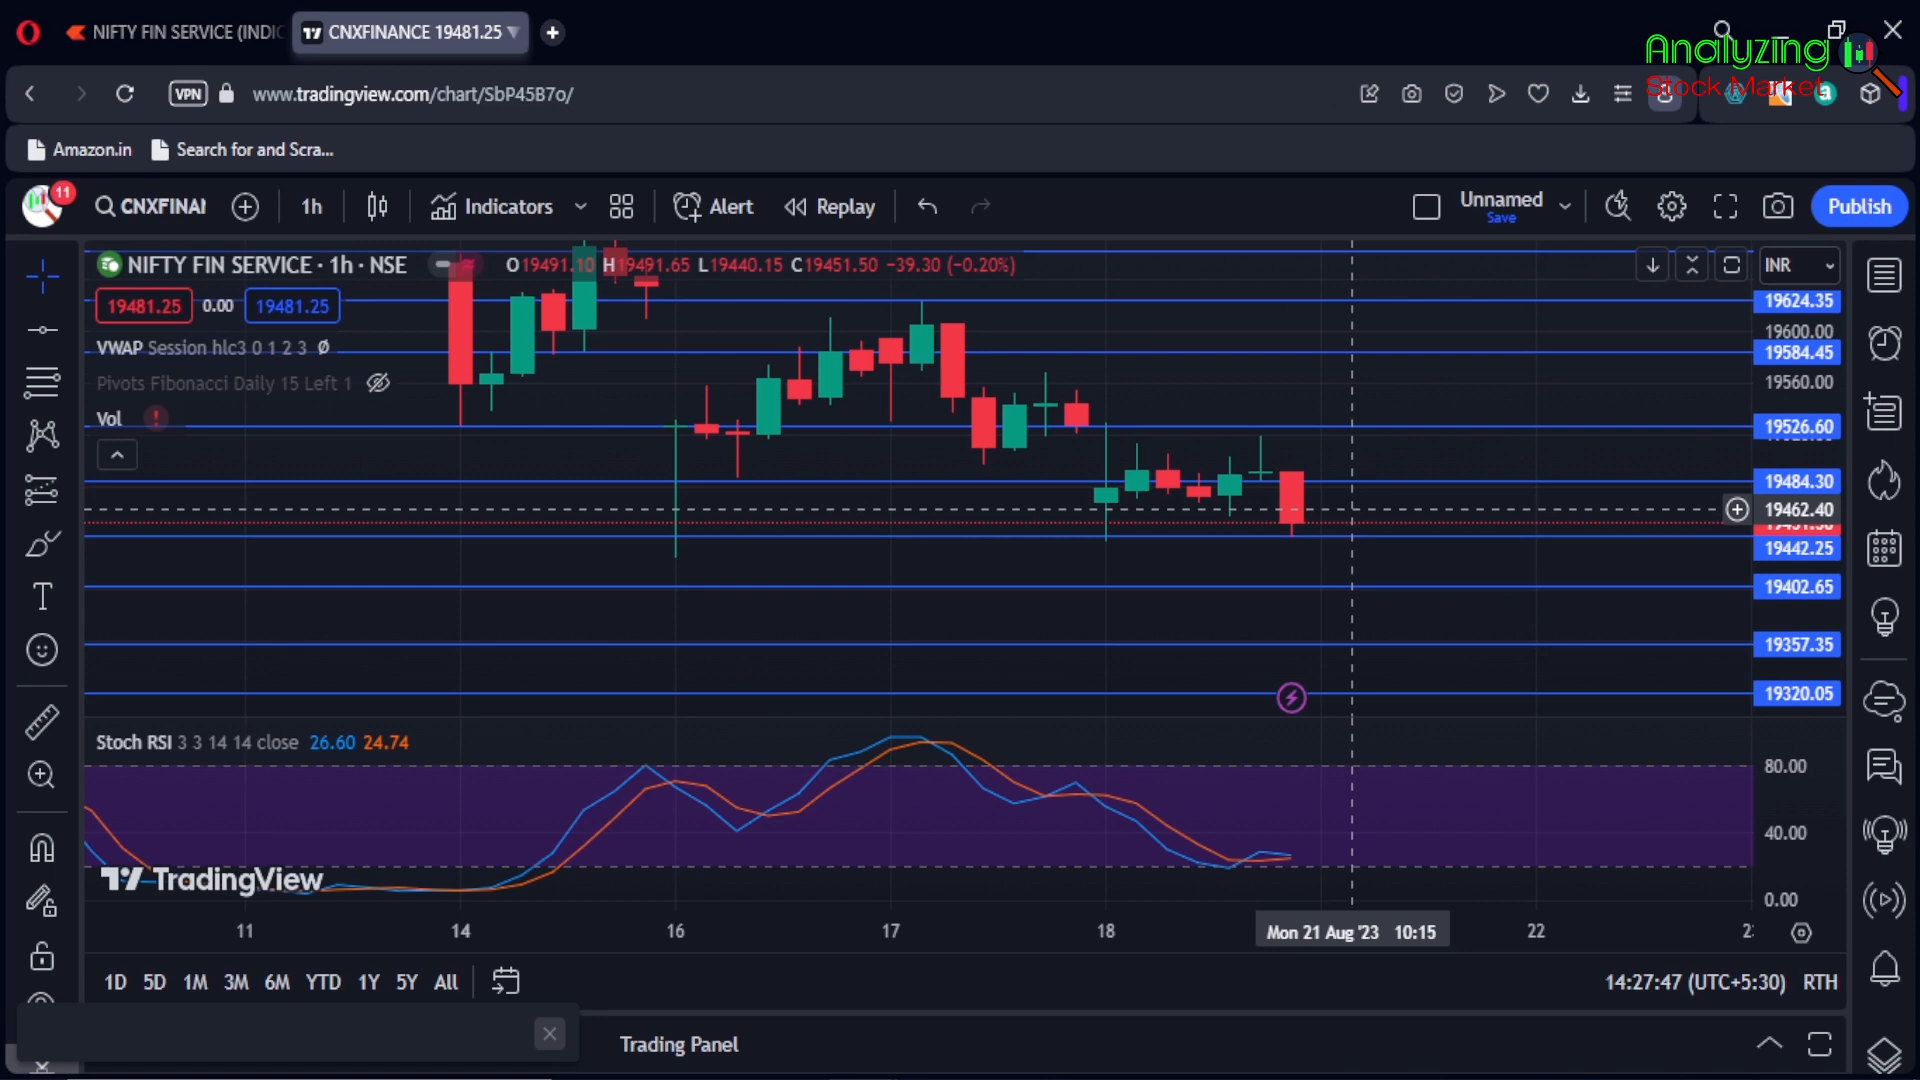 NIFTY FIN SERVICE (INDIC
CNXFINANCE 19481.25
Analyzing
Stock Market
VPN
www.tradingview.com/chart/SbP45B7o/
Amazon.in
Search for and Scra...
11
CNXFINAI
1h
Indicators
Alert
Replay
Unnamed
Save
Publish
NIFTY FIN SERVICE · 1h · NSE
O19491.10 H19491.65 L19440.15 C19451.50 −39.30 (−0.20%)
INR
19481.25
0.00
19481.25
VWAP Session hlc3 0 1 2 3 Ø
Pivots Fibonacci Daily 15 Left 1
Vol
19624.35
19600.00
19584.45
19560.00
19526.60
19484.30
19462.40
19442.25
19402.65
19357.35
19320.05
Stoch RSI 3 3 14 14 close 26.60 24.74
80.00
40.00
0.00
TradingView
11
14
16
17
18
Mon 21 Aug '23 10:15
22
1D 5D 1M 3M 6M YTD 1Y 5Y All
14:27:47 (UTC+5:30)
RTH
Trading Panel